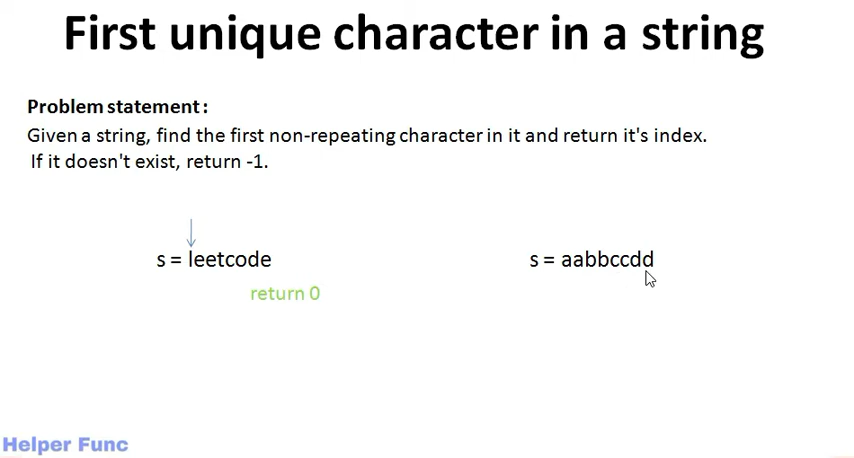 First unique character in a string
Problem statement :
Given a string, find the first non-repeating character in it and return it's index.
If it doesn't exist, return -1.
s = leetcode
s = aabbccdd
return 0
Helper Func